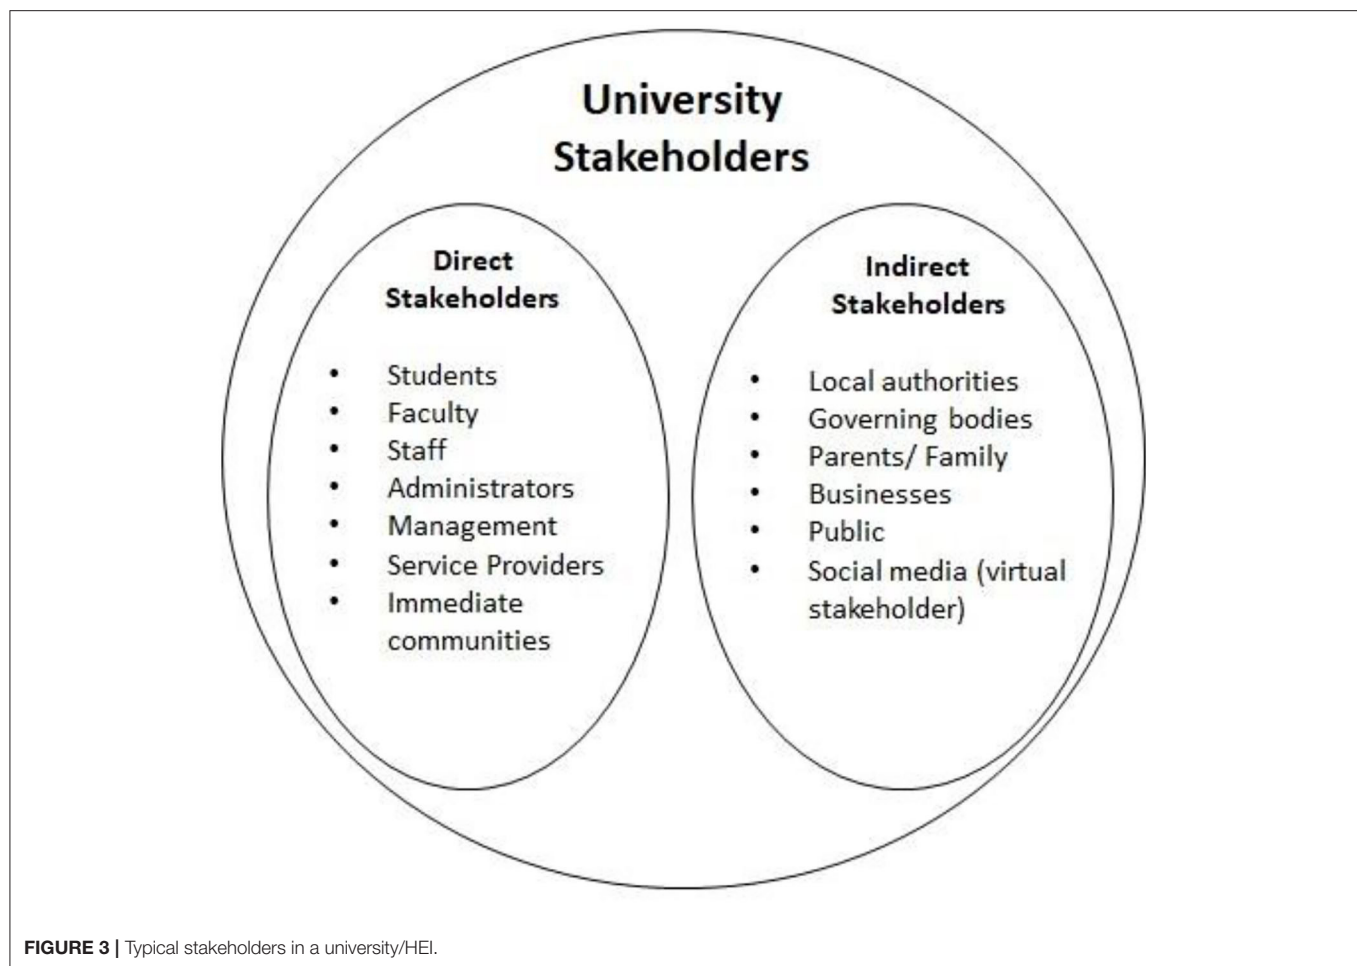 University
Stakeholders
Direct
Stakeholders
• Students
• Faculty
• Staff
• Administrators
• Management
• Service Providers
• Immediate
communities
Indirect
Stakeholders
• Local authorities
• Governing bodies
• Parents/ Family
• Businesses
• Public
• Social media (virtual
stakeholder)
FIGURE 3 | Typical stakeholders in a university/HEI.